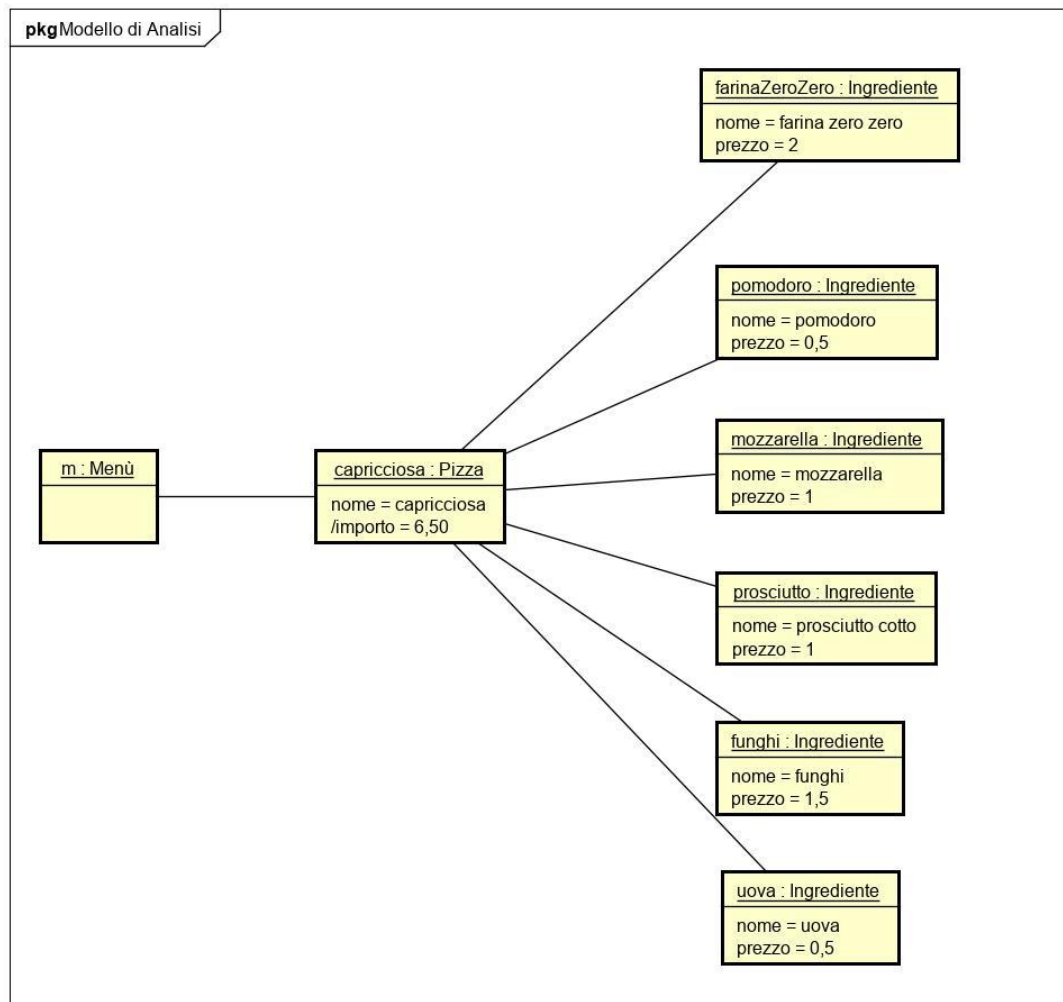 pkg Modello di Analisi
farinaZeroZero : Ingrediente
nome = farina zero zero
prezzo = 2
pomodoro : Ingrediente
nome = pomodoro
prezzo = 0,5
m : Menù
capricciosa : Pizza
nome = capricciosa
/importo = 6,50
mozzarella : Ingrediente
nome = mozzarella
prezzo = 1
prosciutto : Ingrediente
nome = prosciutto cotto
prezzo = 1
funghi : Ingrediente
nome = funghi
prezzo = 1,5
uova : Ingrediente
nome = uova
prezzo = 0,5